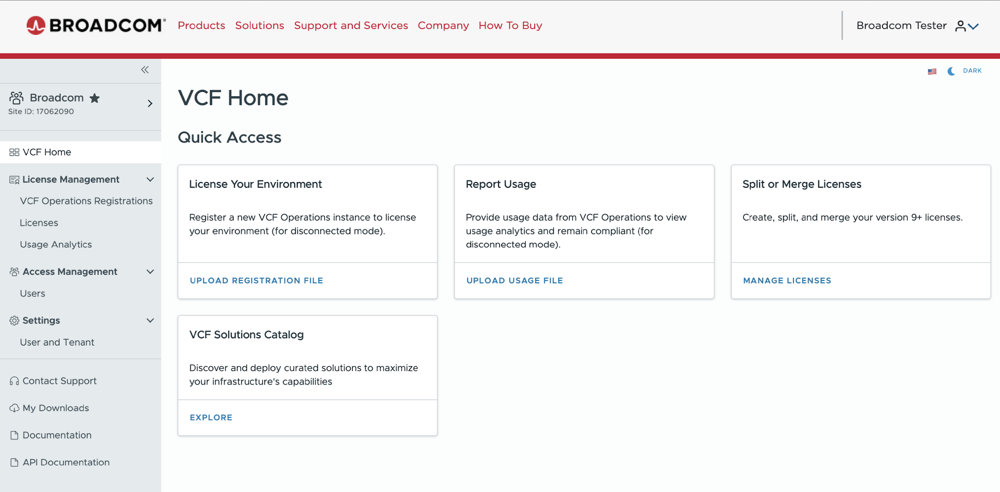 BROADCOM
Products Solutions Support and Services Company How To Buy
Broadcom Tester
DARK
Broadcom
Site ID: 17062090
VCF Home
License Management
VCF Operations Registrations
Licenses
Usage Analytics
Access Management
Users
Settings
User and Tenant
Contact Support
My Downloads
Documentation
API Documentation
VCF Home
Quick Access
License Your Environment
Register a new VCF Operations instance to license
your environment (for disconnected mode).
UPLOAD REGISTRATION FILE
Report Usage
Provide usage data from VCF Operations to view
usage analytics and remain compliant (for
disconnected mode).
UPLOAD USAGE FILE
Split or Merge Licenses
Create, split, and merge your version 9+ licenses.
MANAGE LICENSES
VCF Solutions Catalog
Discover and deploy curated solutions to maximize
your infrastructure's capabilities
EXPLORE